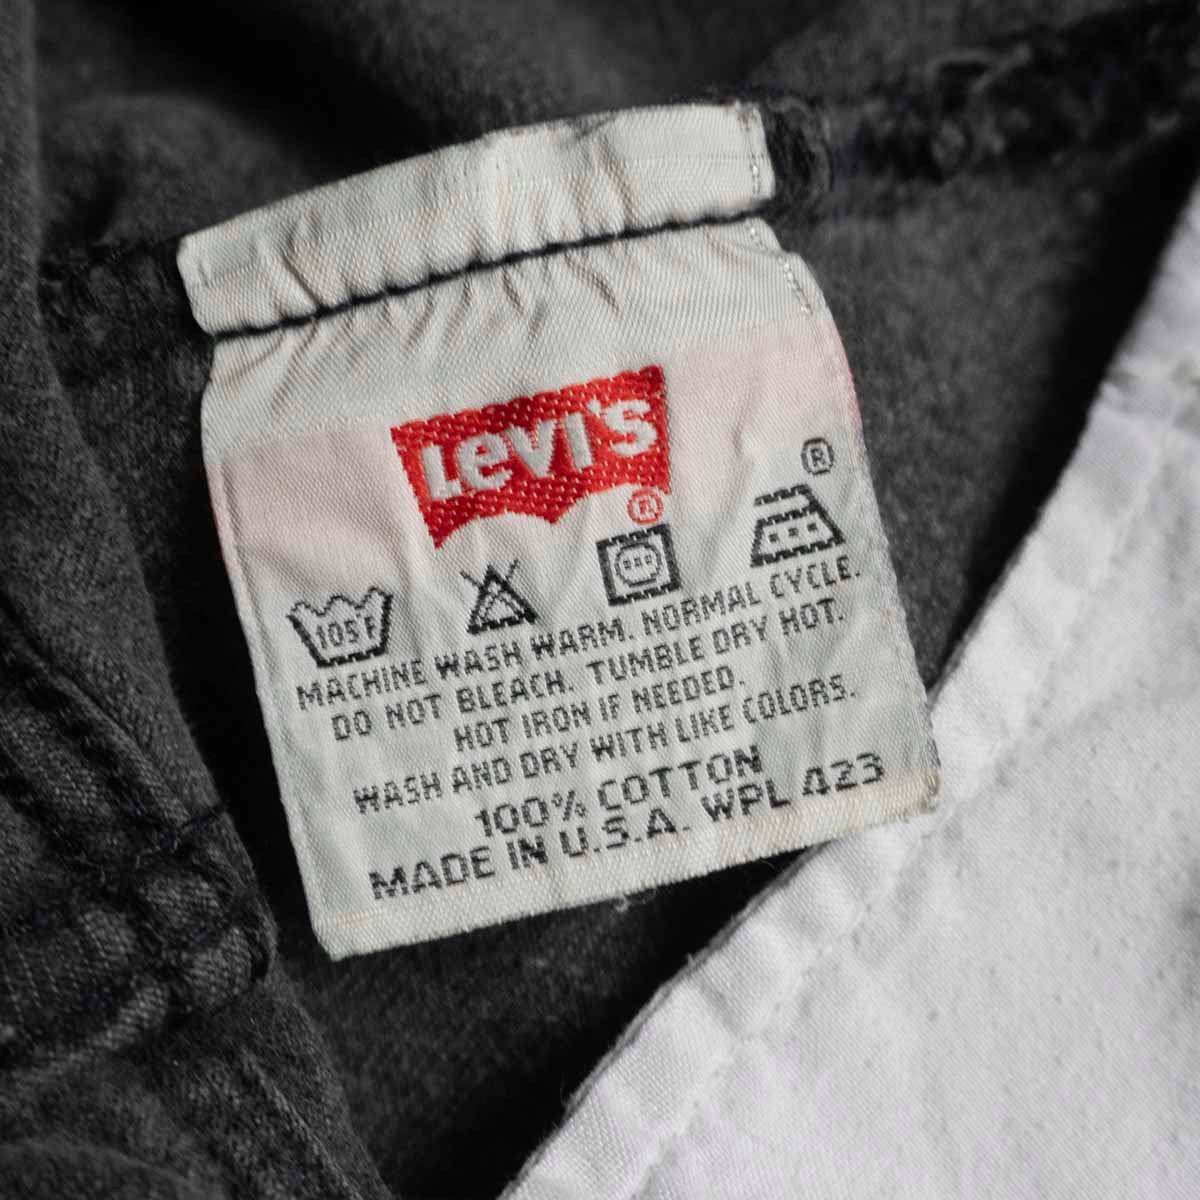 Levi's
®
®
105°F
MACHINE WASH WARM. NORMAL CYCLE.
DO NOT BLEACH. TUMBLE DRY HOT.
HOT IRON IF NEEDED.
WASH AND DRY WITH LIKE COLORS.
100% COTTON
MADE IN U.S.A. WPL 423